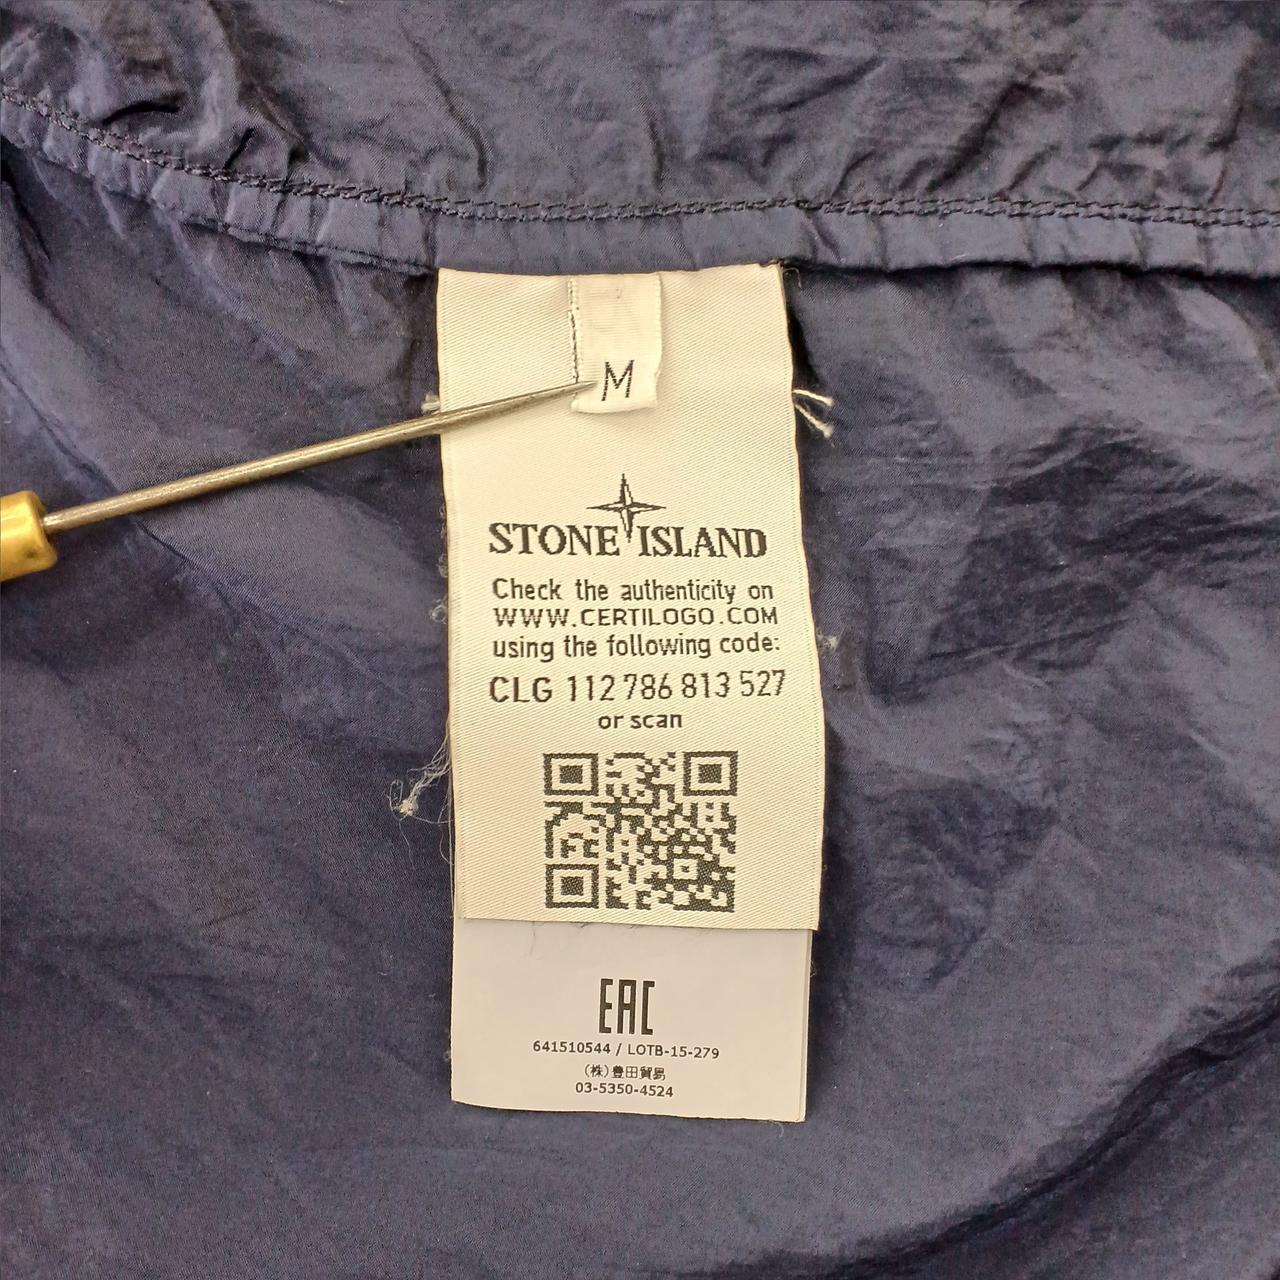 M
STONE ISLAND
Check the authenticity on
WWW.CERTILOGO.COM
using the following code:
CLG 112 786 813 527
or scan
EAC
641510544 / LOTB-15-279
(株)豊田貿易
03-5350-4524